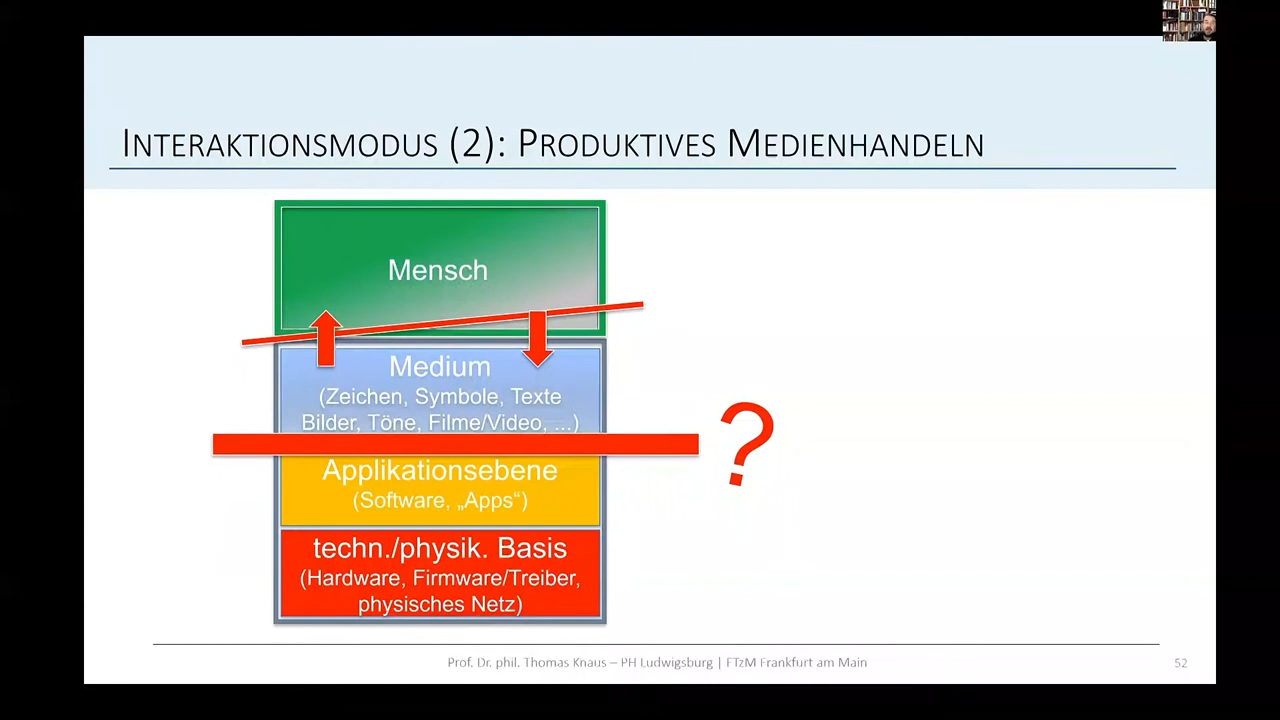 INTERAKTIONSMODUS (2): PRODUKTIVES MEDIENHANDELN
Mensch
Medium
(Zeichen, Symbole, Texte
Bilder, Töne, Filme/Video, ...)
?
Applikationsebene
(Software, „Apps“)
techn./physik. Basis
(Hardware, Firmware/Treiber,
physisches Netz)
Prof. Dr. phil. Thomas Knaus – PH Ludwigsburg | FTzM Frankfurt am Main
52